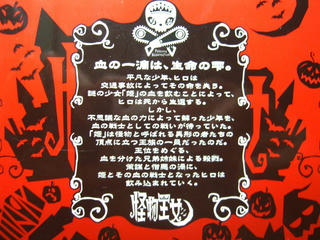 血の一滴は、生命の雫。
平凡な少年、ヒロは
交通事故によってその命を失う。
謎の少女「姫」の血を飲むことによって、
ヒロは死から生還する。
しかし、
不思議な血の力によって蘇った少年を、
血の戦士としての戦いが待っていた。
「姫」は怪物と呼ばれる異形の者たちの
頂点に立つ王族の一員だったのだ。
王位をめぐる、
血を分けた兄弟姉妹による殺戮。
策謀と憎悪の渦に、
姫とその血の戦士となったヒロは
飲み込まれていく。
怪物王女